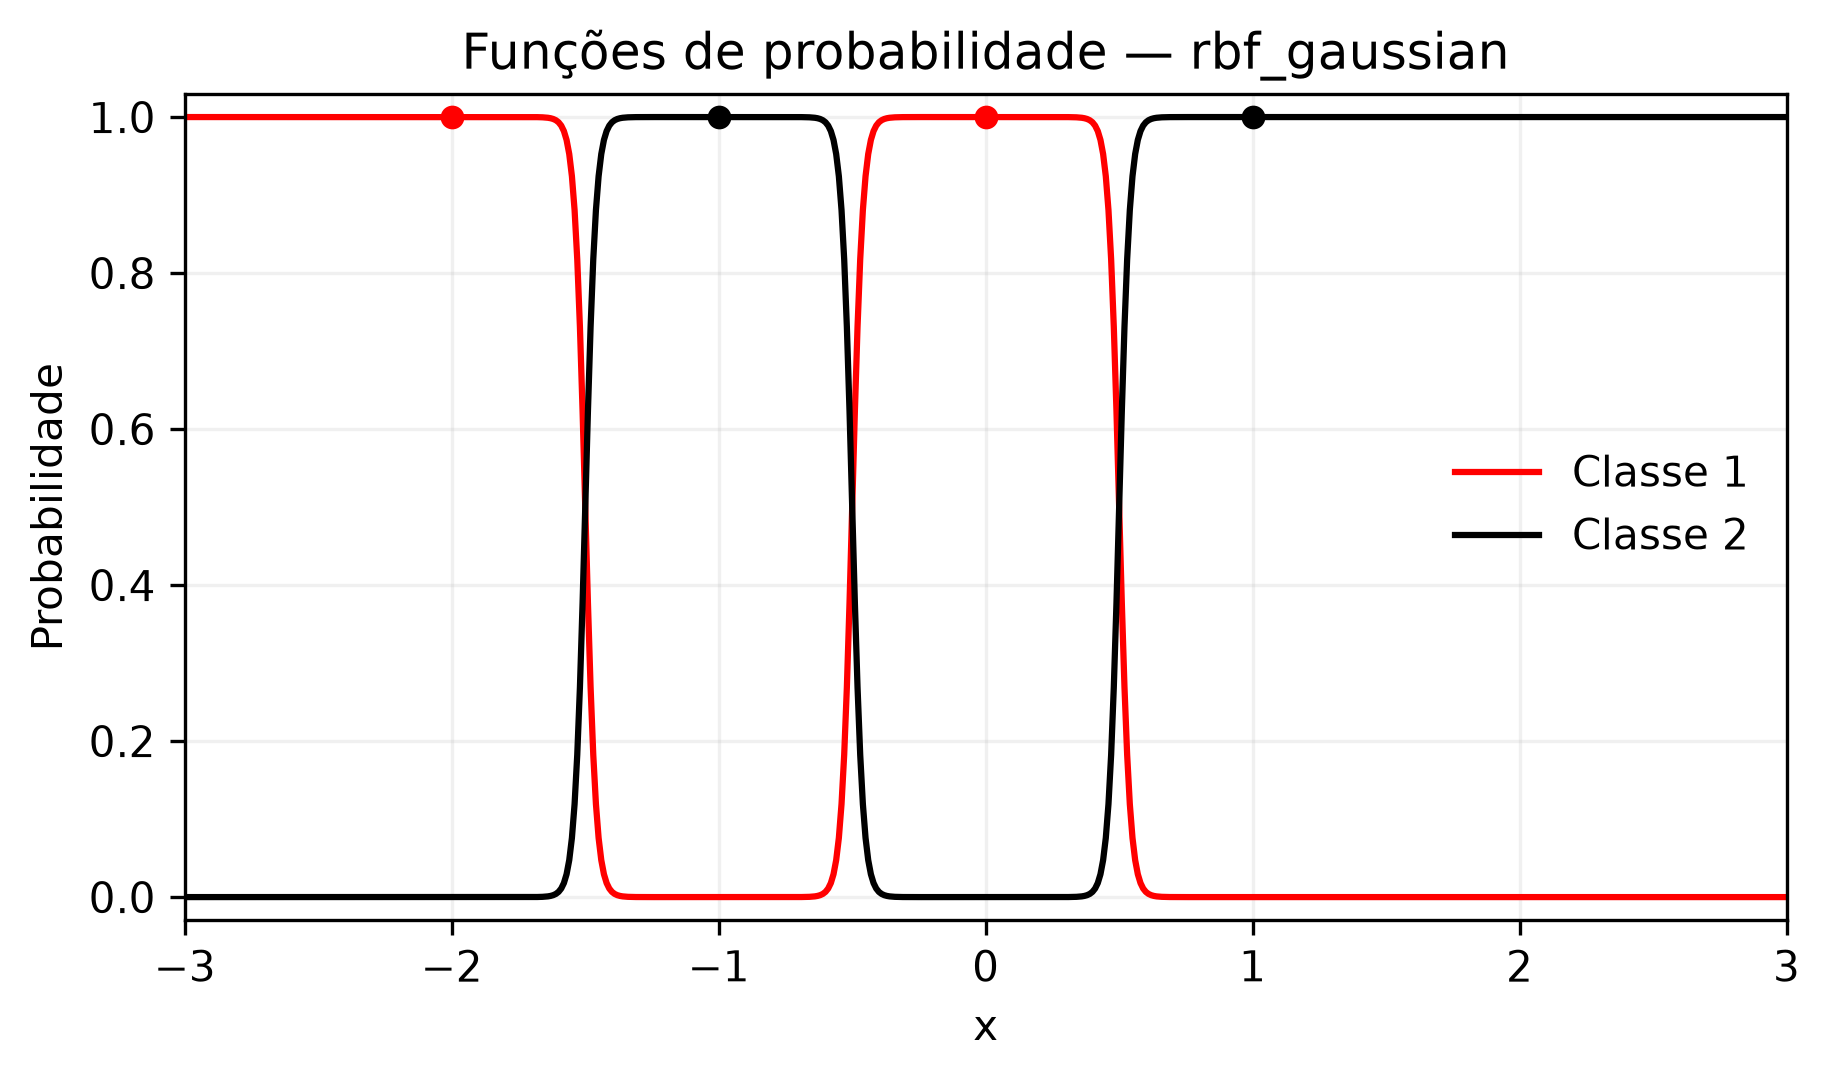 Funções de probabilidade — rbf_gaussian
1.0
0.8
0.6
0.4
0.2
0.0
Probabilidade
Classe 1
Classe 2
−3 −2 −1 0 1 2 3
x